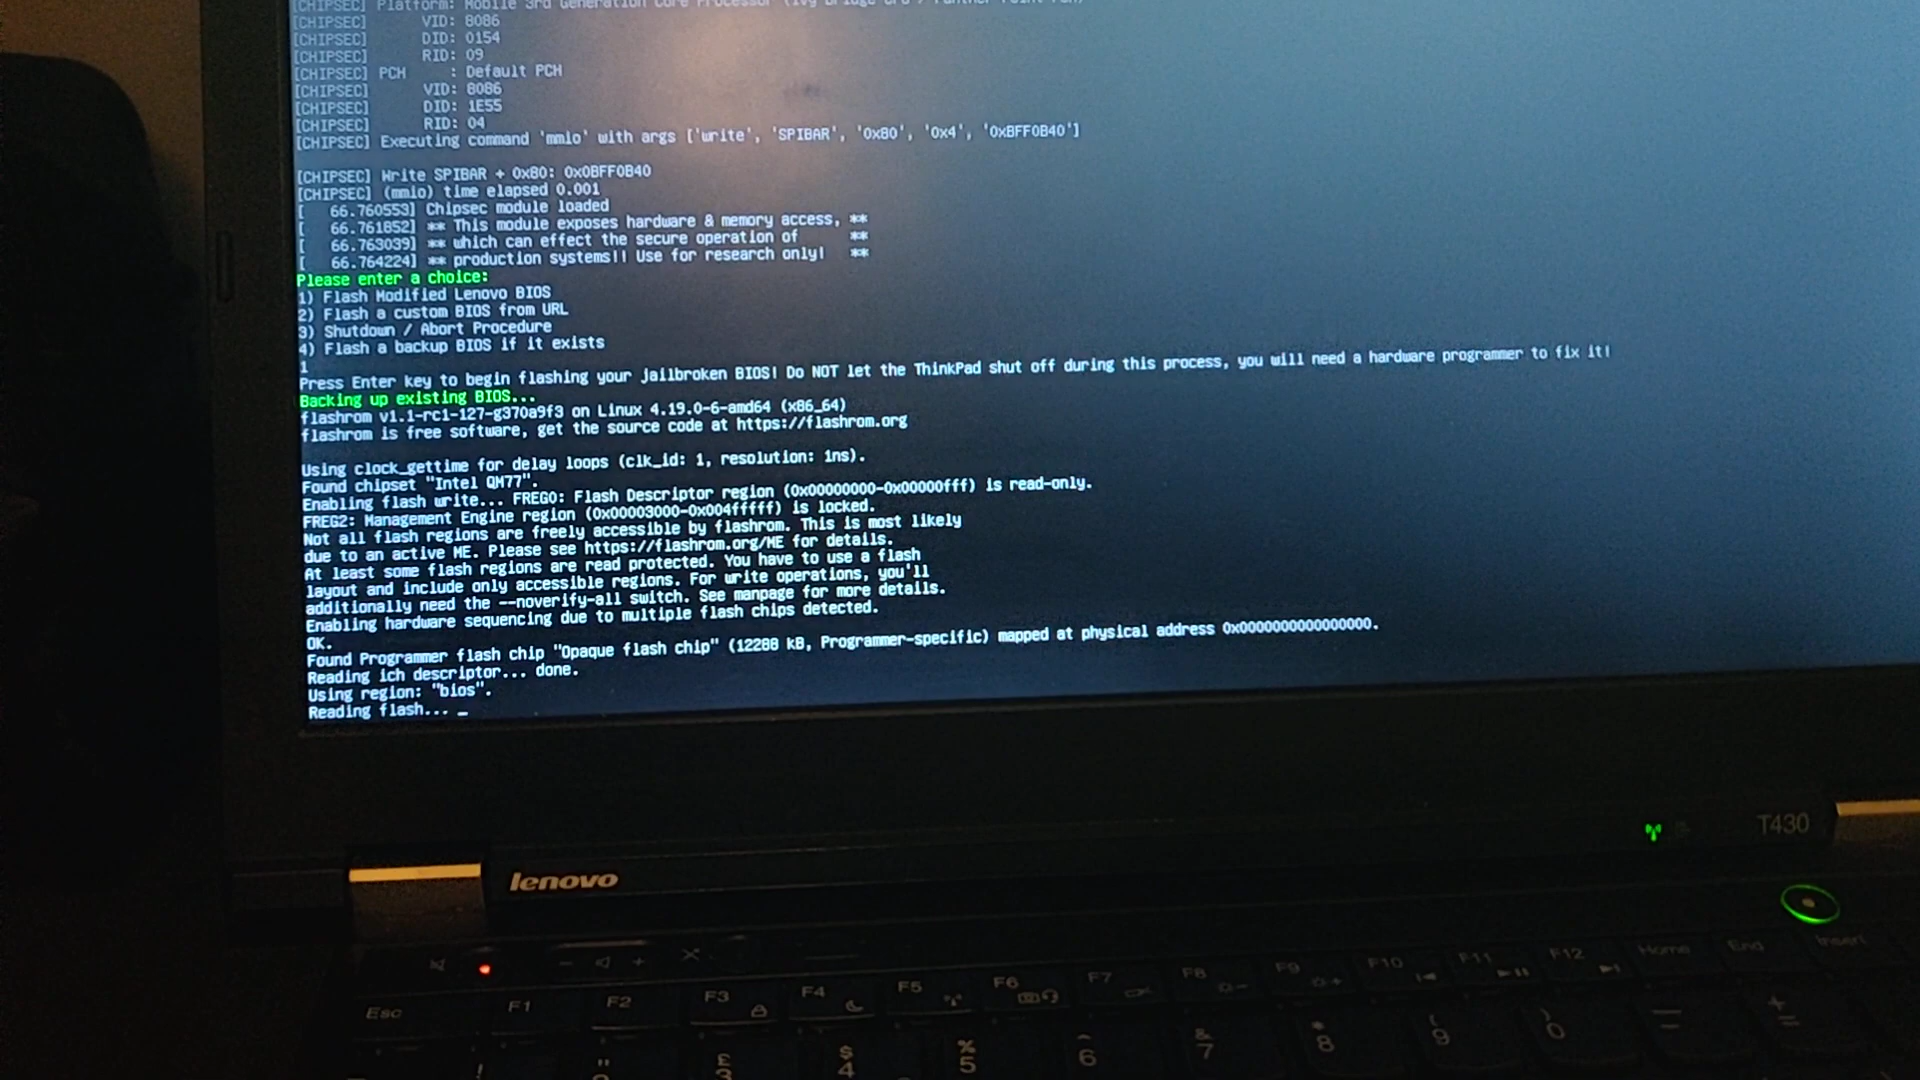 [CHIPSEC] Platform: Mobile 3rd Generation Core Processor (Ivy Bridge CPU / Panther Point PCH)
[CHIPSEC]       VID: 8086
[CHIPSEC]       DID: 0154
[CHIPSEC]       RID: 09
[CHIPSEC] PCH     : Default PCH
[CHIPSEC]       VID: 8086
[CHIPSEC]       DID: 1E55
[CHIPSEC]       RID: 04
[CHIPSEC] Executing command 'mmio' with args ['write', 'SPIBAR', '0x80', '0x4', '0xBFF0B40']
[CHIPSEC] Write SPIBAR + 0x80: 0x0BFF0B40
[CHIPSEC] (mmio) time elapsed 0.001
[   66.760553] Chipsec module loaded
[   66.761852] ** This module exposes hardware & memory access, **
[   66.763039] ** which can effect the secure operation of      **
[   66.764224] ** production systems!! Use for research only!   **
Please enter a choice:
1) Flash Modified Lenovo BIOS
2) Flash a custom BIOS from URL
3) Shutdown / Abort Procedure
4) Flash a backup BIOS if it exists
1
Press Enter key to begin flashing your jailbroken BIOS! Do NOT let the ThinkPad shut off during this process, you will need a hardware programmer to fix it!
Backing up existing BIOS...
flashrom v1.1-rc1-127-g370a9f3 on Linux 4.19.0-6-amd64 (x86_64)
flashrom is free software, get the source code at https://flashrom.org
Using clock_gettime for delay loops (clk_id: 1, resolution: 1ns).
Found chipset "Intel QM77".
Enabling flash write... FREG0: Flash Descriptor region (0x00000000-0x00000fff) is read-only.
FREG2: Management Engine region (0x00003000-0x004fffff) is locked.
Not all flash regions are freely accessible by flashrom. This is most likely
due to an active ME. Please see https://flashrom.org/ME for details.
At least some flash regions are read protected. You have to use a flash
layout and include only accessible regions. For write operations, you'll
additionally need the --noverify-all switch. See manpage for more details.
Enabling hardware sequencing due to multiple flash chips detected.
OK.
Found Programmer flash chip "Opaque flash chip" (12288 kB, Programmer-specific) mapped at physical address 0x0000000000000000.
Reading ich descriptor... done.
Using region: "bios".
Reading flash... _
T430
lenovo
Esc F1 F2 F3 F4 F5 F6 F7 F8 F9 F10 F11 F12 Home End Insert
! " £ 3 $ 4 % 5 ^ 6 & 7 * 8 ( 9 ) 0 _ - + =